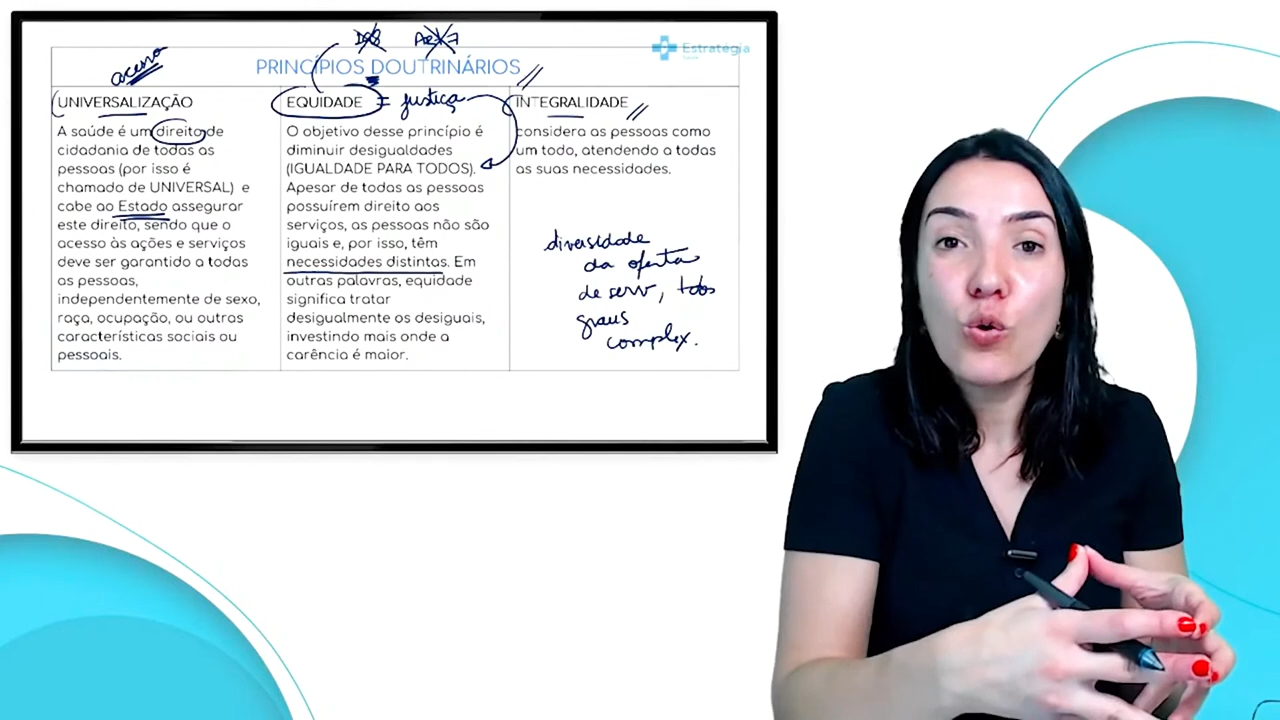 Estratégia
PRINCÍPIOS DOUTRINÁRIOS
acesso
UNIVERSALIZAÇÃO
A saúde é um direito de
cidadania de todas as
pessoas (por isso é
chamado de UNIVERSAL) e
cabe ao Estado assegurar
este direito, sendo que o
acesso às ações e serviços
deve ser garantido a todas
as pessoas,
independentemente de sexo,
raça, ocupação, ou outras
características sociais ou
pessoais.
EQUIDADE = justiça
O objetivo desse princípio é
diminuir desigualdades
(IGUALDADE PARA TODOS).
Apesar de todas as pessoas
possuírem direito aos
serviços, as pessoas não são
iguais e, por isso, têm
necessidades distintas. Em
outras palavras, equidade
significa tratar
desigualmente os desiguais,
investindo mais onde a
carência é maior.
INTEGRALIDADE
considera as pessoas como
um todo, atendendo a todas
as suas necessidades.
diversidade
da oferta
de serv, todos
graus
complex.